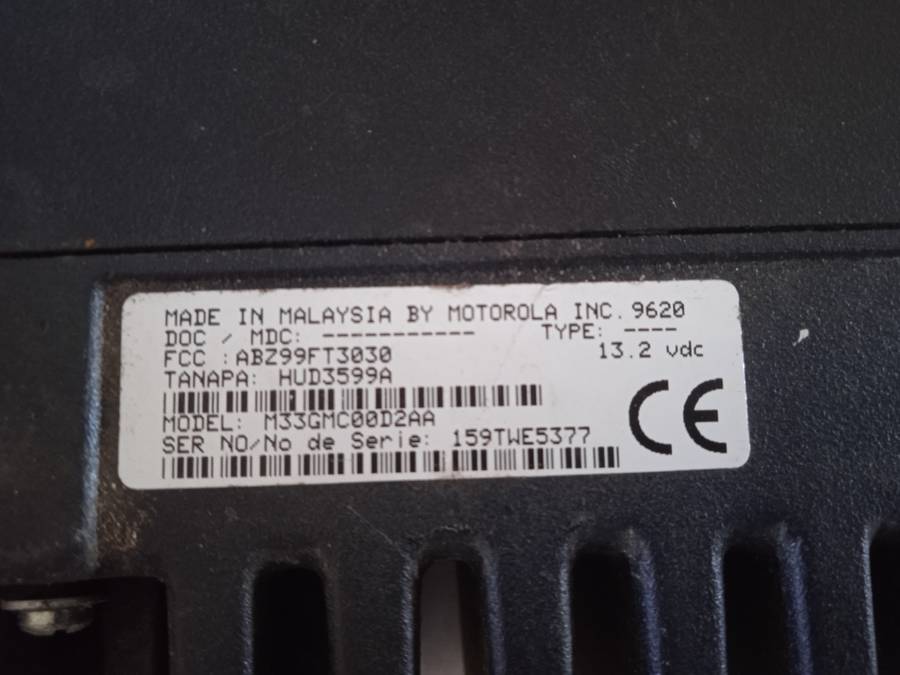 MADE IN MALAYSIA BY MOTOROLA INC. 9620
DOC / MDC: ----------- TYPE: ----
FCC :ABZ99FT3030 13.2 vdc
TANAPA: HUD3599A
MODEL: M33GMC00D2AA
SER NO/No de Serie: 159TWE5377
CE